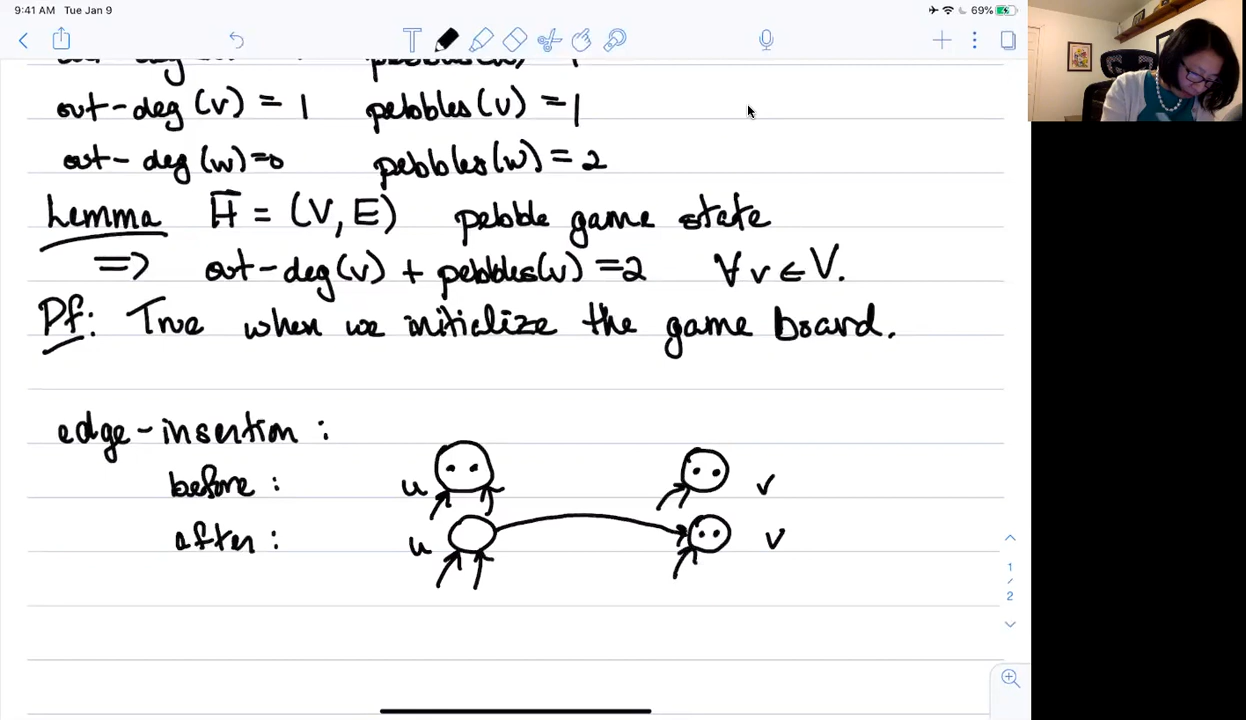 9:41 AM Tue Jan 9
69%
out-deg(v) = 1 pebbles(v) = 1
out-deg(w)=0 pebbles(w) = 2
Lemma H = (V, E) pebble game state
=> out-deg(v) + pebbles(v) = 2 ∀ v ∈ V.
Pf: True when we initialize the game board.
edge-insertion :
before : u v
after : u v
1
/
2